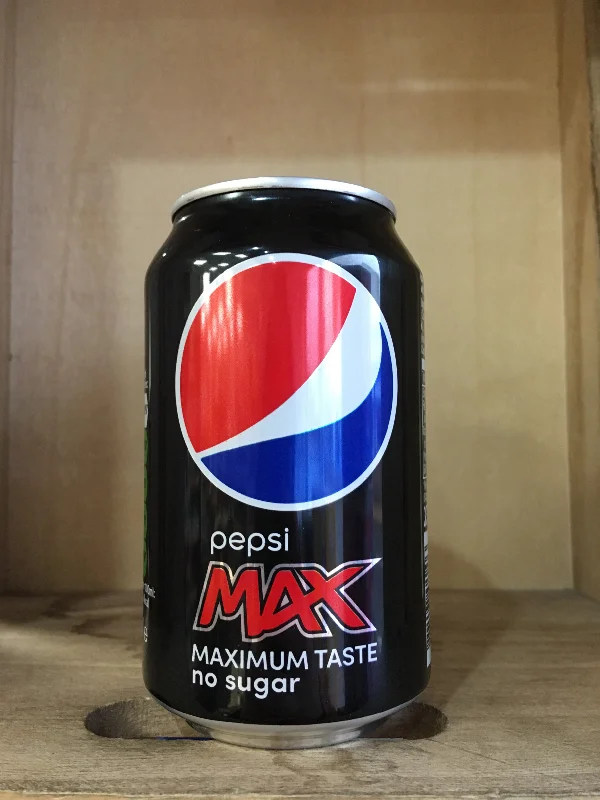 pepsi
MAX
MAXIMUM TASTE
no sugar